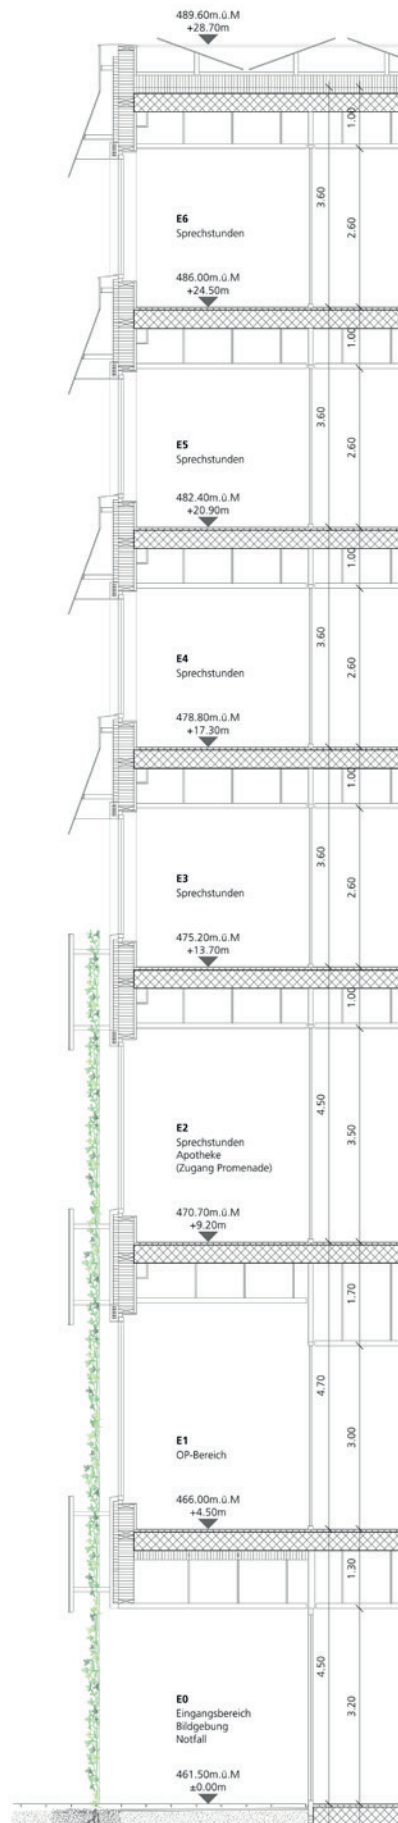 489.60m.ü.M
+28.70m
1.00
3.60
E6
Sprechstunden
2.60
486.00m.ü.M
+24.50m
1.00
3.60
E5
Sprechstunden
2.60
482.40m.ü.M
+20.90m
1.00
3.60
E4
Sprechstunden
2.60
478.80m.ü.M
+17.30m
1.00
3.60
E3
Sprechstunden
2.60
475.20m.ü.M
+13.70m
1.00
4.50
3.50
E2
Sprechstunden
Apotheke
(Zugang Promenade)
470.70m.ü.M
+9.20m
1.70
4.70
3.00
E1
OP-Bereich
466.00m.ü.M
+4.50m
1.30
4.50
E0
Eingangsbereich
Bildgebung
Notfall
3.20
461.50m.ü.M
±0.00m